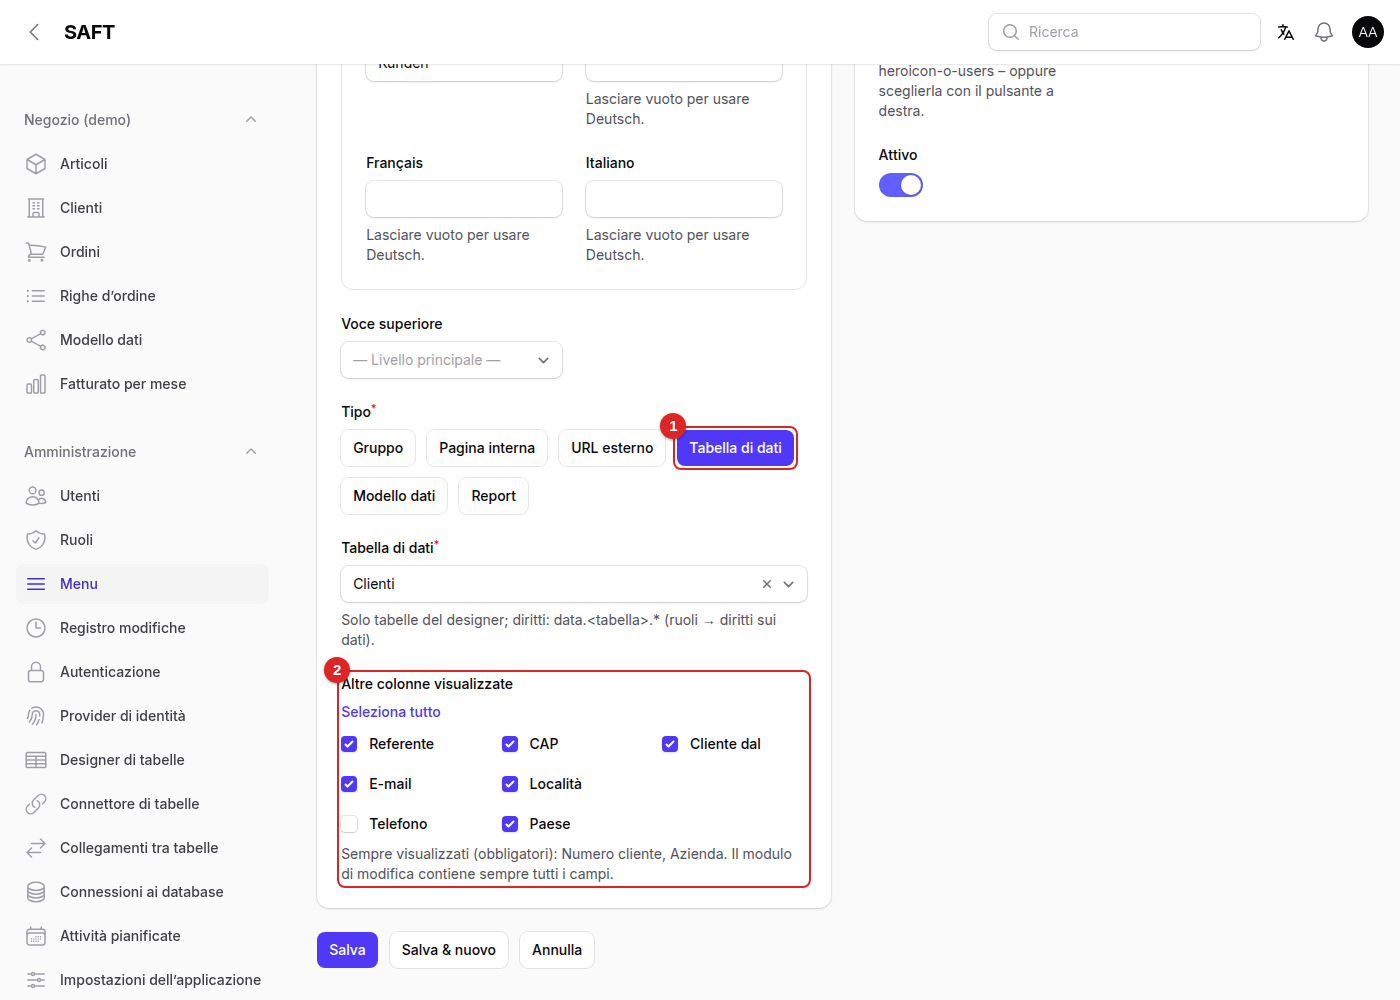 SAFT
Ricerca
AA
Negozio (demo)
Articoli
Clienti
Ordini
Righe d’ordine
Modello dati
Fatturato per mese
Amministrazione
Utenti
Ruoli
Menu
Registro modifiche
Autenticazione
Provider di identità
Designer di tabelle
Connettore di tabelle
Collegamenti tra tabelle
Connessioni ai database
Attività pianificate
Impostazioni dell’applicazione
Kunden
Lasciare vuoto per usare
Deutsch.
Français
Italiano
Lasciare vuoto per usare
Deutsch.
Lasciare vuoto per usare
Deutsch.
Voce superiore
— Livello principale —
Tipo*
1
Gruppo
Pagina interna
URL esterno
Tabella di dati
Modello dati
Report
Tabella di dati*
Clienti
Solo tabelle del designer; diritti: data.<tabella>.* (ruoli → diritti sui
dati).
2
Altre colonne visualizzate
Seleziona tutto
Referente
CAP
Cliente dal
E-mail
Località
Telefono
Paese
Sempre visualizzati (obbligatori): Numero cliente, Azienda. Il modulo
di modifica contiene sempre tutti i campi.
Salva
Salva & nuovo
Annulla
heroicon-o-users – oppure
sceglierla con il pulsante a
destra.
Attivo